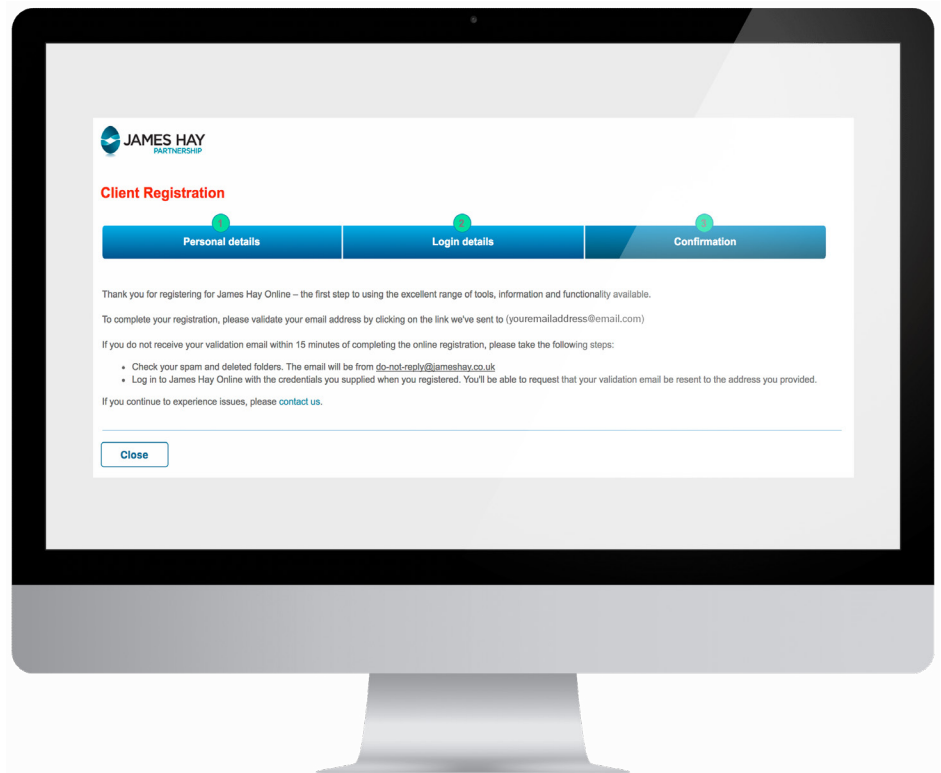 JAMES HAY
PARTNERSHIP
Client Registration
1 2 3
Personal details Login details Confirmation
Thank you for registering for James Hay Online – the first step to using the excellent range of tools, information and functionality available.
To complete your registration, please validate your email address by clicking on the link we've sent to (youremailaddress@email.com)
If you do not receive your validation email within 15 minutes of completing the online registration, please take the following steps:
• Check your spam and deleted folders. The email will be from do-not-reply@jameshay.co.uk
• Log in to James Hay Online with the credentials you supplied when you registered. You'll be able to request that your validation email be resent to the address you provided.
If you continue to experience issues, please contact us.
Close